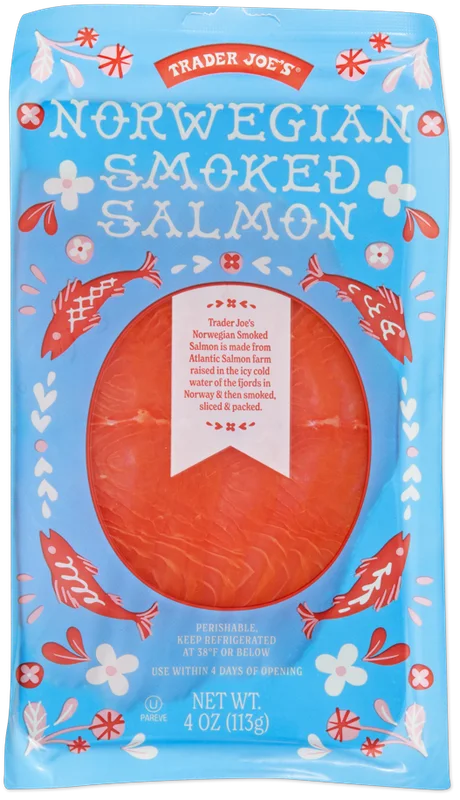 TRADER JOE'S®
NORWEGIAN
SMOKED
SALMON
Trader Joe's
Norwegian Smoked
Salmon is made from
Atlantic Salmon farm
raised in the icy cold
water of the fjords in
Norway & then smoked,
sliced & packed.
PERISHABLE,
KEEP REFRIGERATED
AT 38°F OR BELOW
USE WITHIN 4 DAYS OF OPENING
U
PAREVE
NET WT.
4 OZ (113g)